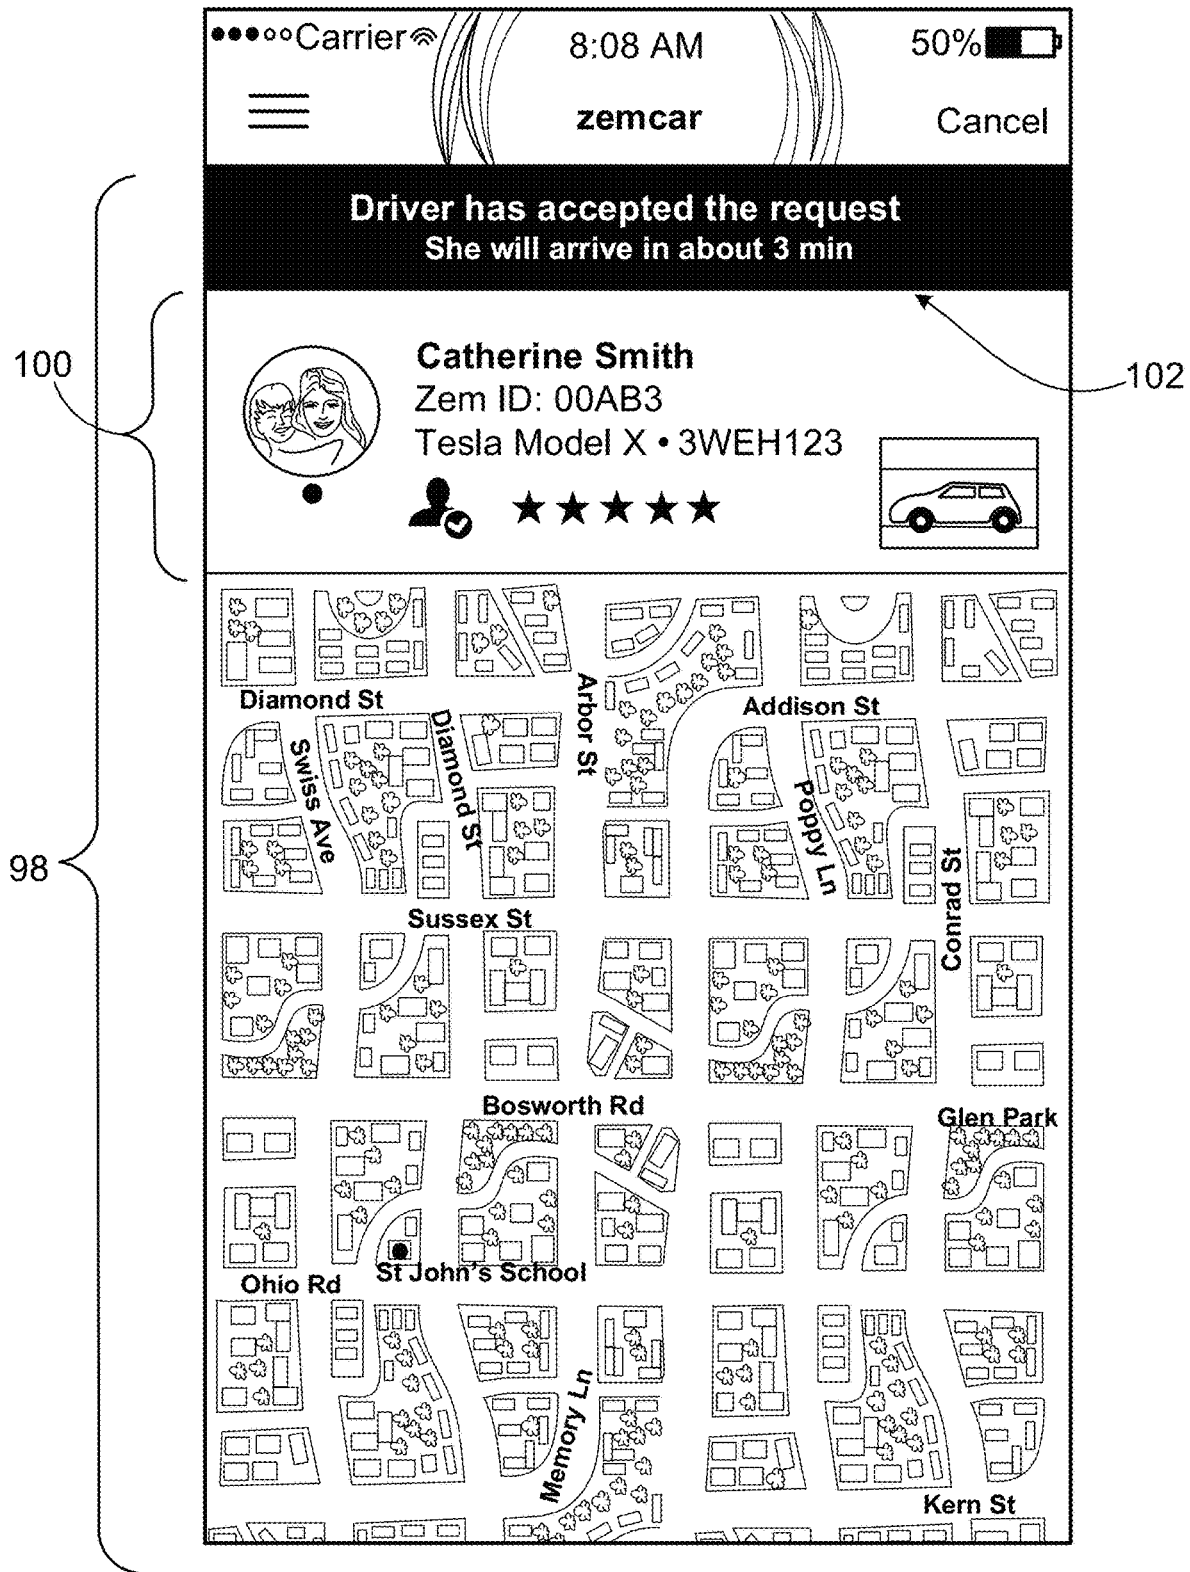 Carrier
8:08 AM
50%
zemcar
Cancel
Driver has accepted the request
She will arrive in about 3 min
100
102
Catherine Smith
Zem ID: 00AB3
Tesla Model X • 3WEH123
98
Diamond St
Arbor St
Addison St
Swiss Ave
Diamond St
Poppy Ln
Conrad St
Sussex St
Bosworth Rd
Glen Park
St John's School
Ohio Rd
Memory Ln
Kern St